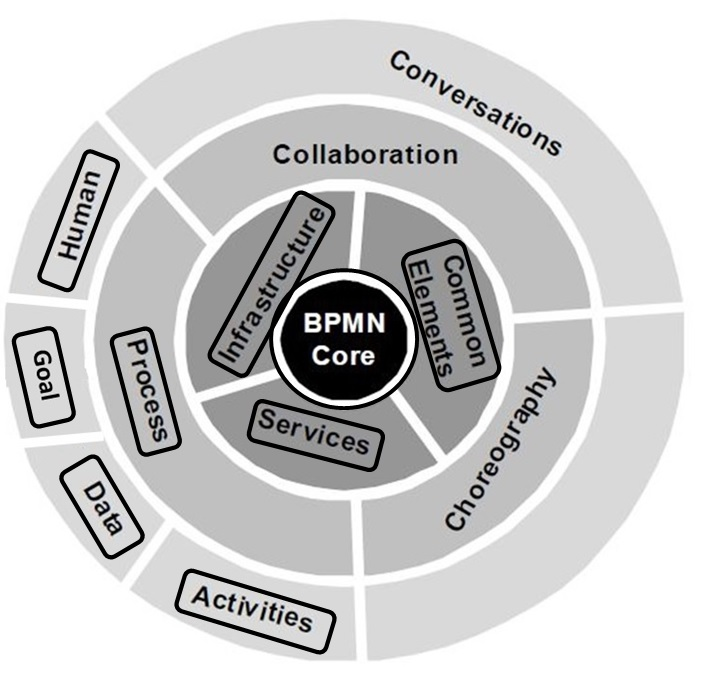 Conversations
Collaboration
Human
Infrastructure
Common
Elements
BPMN
Core
Goal
Process
Services
Choreography
Data
Activities